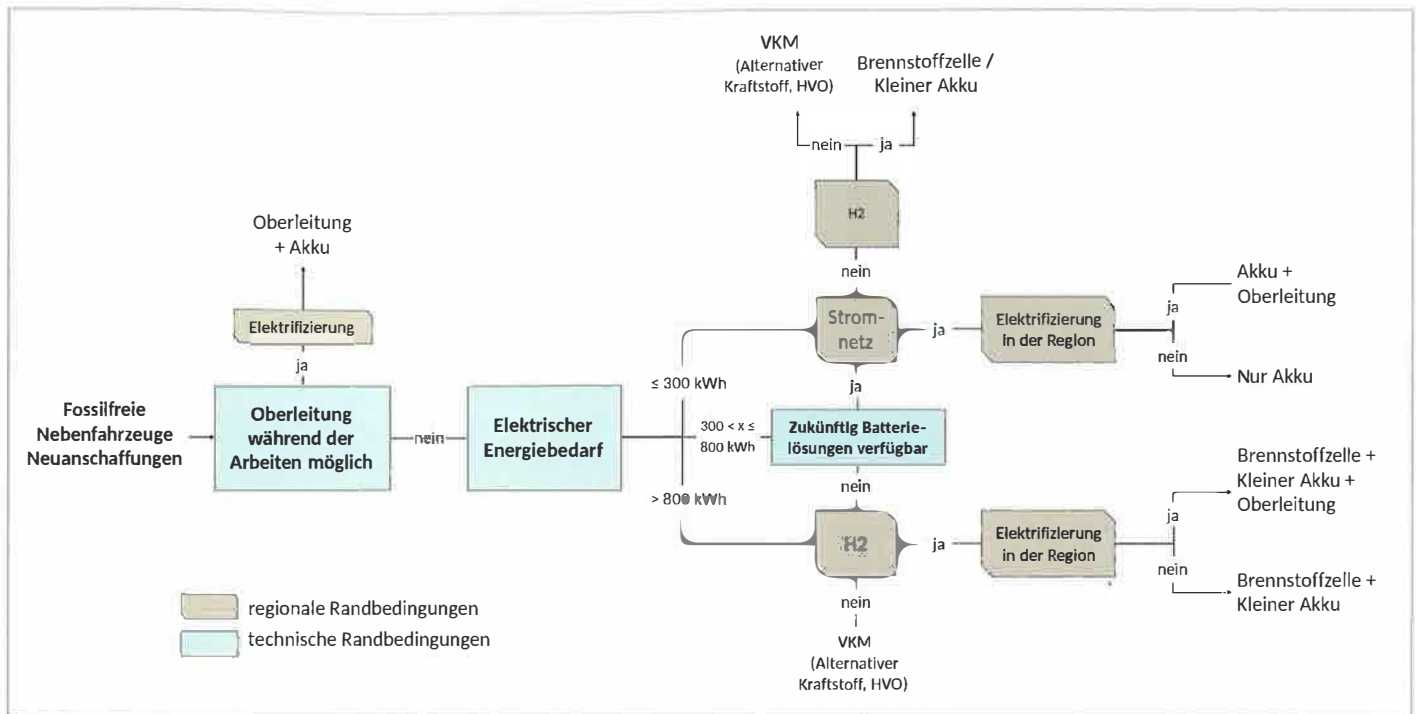 VKM
(Alternativer
Kraftstoff, HVO)
Brennstoffzelle /
Kleiner Akku
nein
ja
H2
nein
Oberleitung
+ Akku
Elektrifizierung
ja
Strom-
netz
ja
Elektrifizierung
in der Region
ja
nein
Akku +
Oberleitung
Nur Akku
Fossilfreie
Nebenfahrzeuge
Neuanschaffungen
Oberleitung
während der
Arbeiten möglich
nein
Elektrischer
Energiebedarf
≤ 300 kWh
300 < x ≤
800 kWh
> 800 kWh
ja
Zukünftig Batterie-
lösungen verfügbar
nein
H2
ja
Elektrifizierung
in der Region
ja
nein
Brennstoffzelle +
Kleiner Akku +
Oberleitung
Brennstoffzelle +
Kleiner Akku
nein
VKM
(Alternativer
Kraftstoff, HVO)
regionale Randbedingungen
technische Randbedingungen